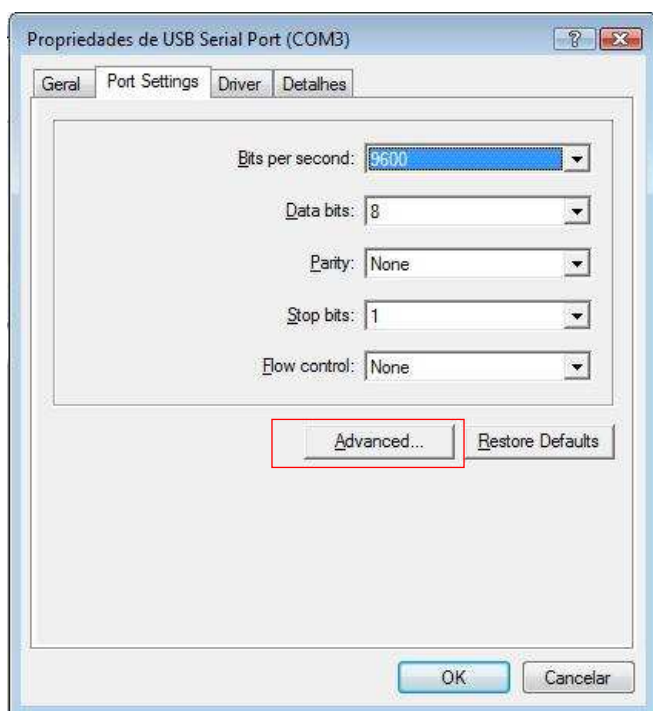 Propriedades de USB Serial Port (COM3)
Geral Port Settings Driver Detalhes
Bits per second: 9600
Data bits: 8
Parity: None
Stop bits: 1
Flow control: None
Advanced... Restore Defaults
OK Cancelar